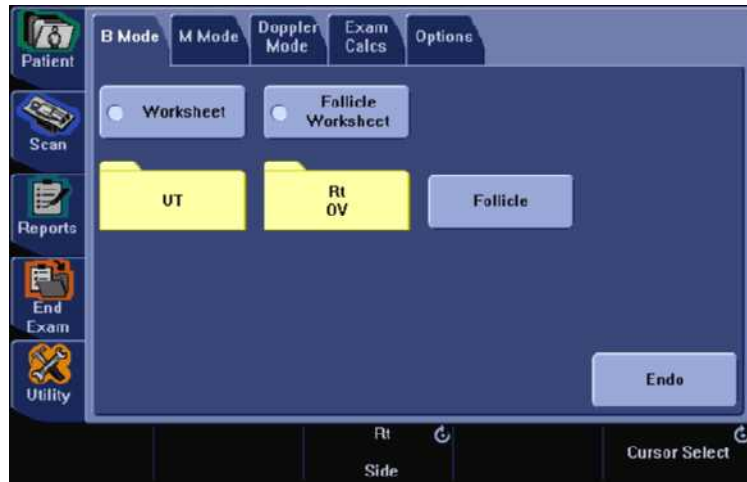 Patient
Scan
Reports
End
Exam
Utility
B Mode
M Mode
Doppler
Mode
Exam
Calcs
Options
Worksheet
Follicle
Worksheet
UT
Rt
OV
Follicle
Endo
Rt
Side
Cursor Select